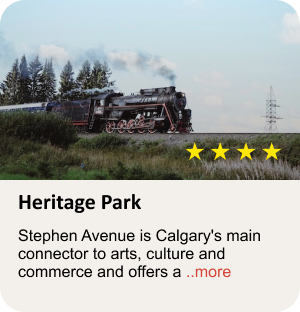 Heritage Park
Stephen Avenue is Calgary's main
connector to arts, culture and
commerce and offers a ..more